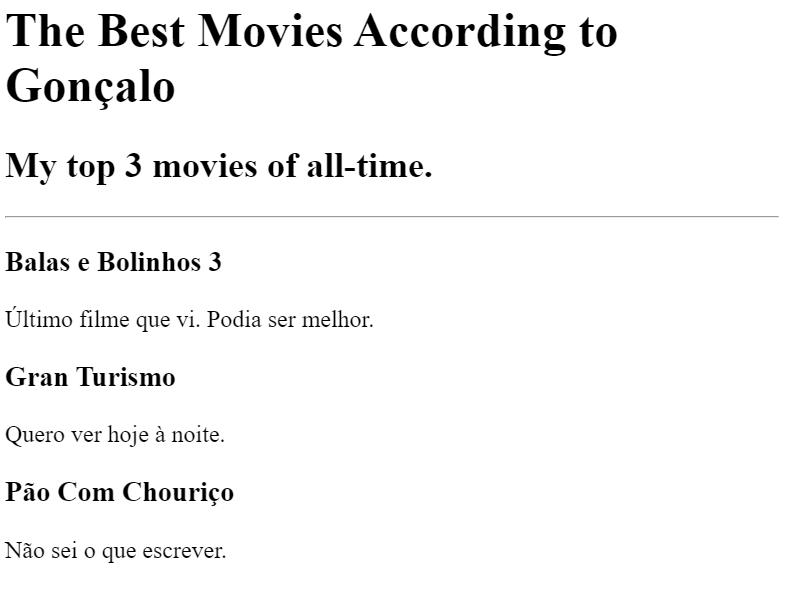 The Best Movies According to
Gonçalo
My top 3 movies of all-time.
Balas e Bolinhos 3
Último filme que vi. Podia ser melhor.
Gran Turismo
Quero ver hoje à noite.
Pão Com Chouriço
Não sei o que escrever.